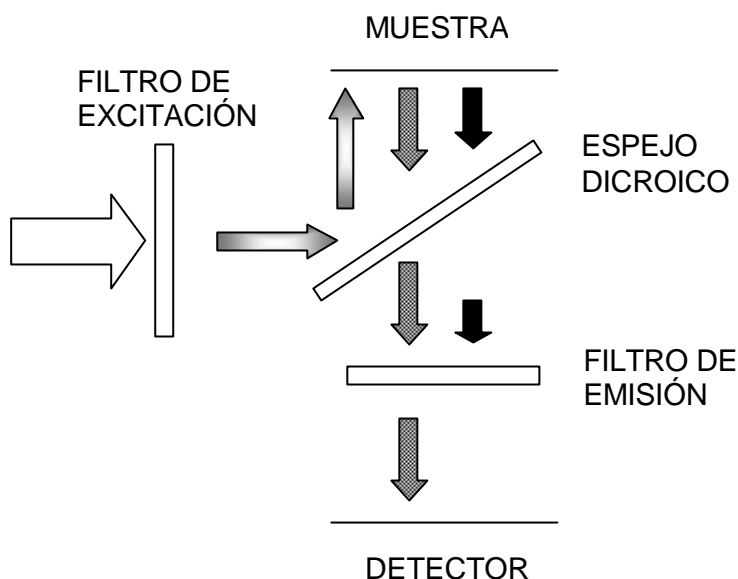 MUESTRA
FILTRO DE
EXCITACIÓN
ESPEJO
DICROICO
FILTRO DE
EMISIÓN
DETECTOR